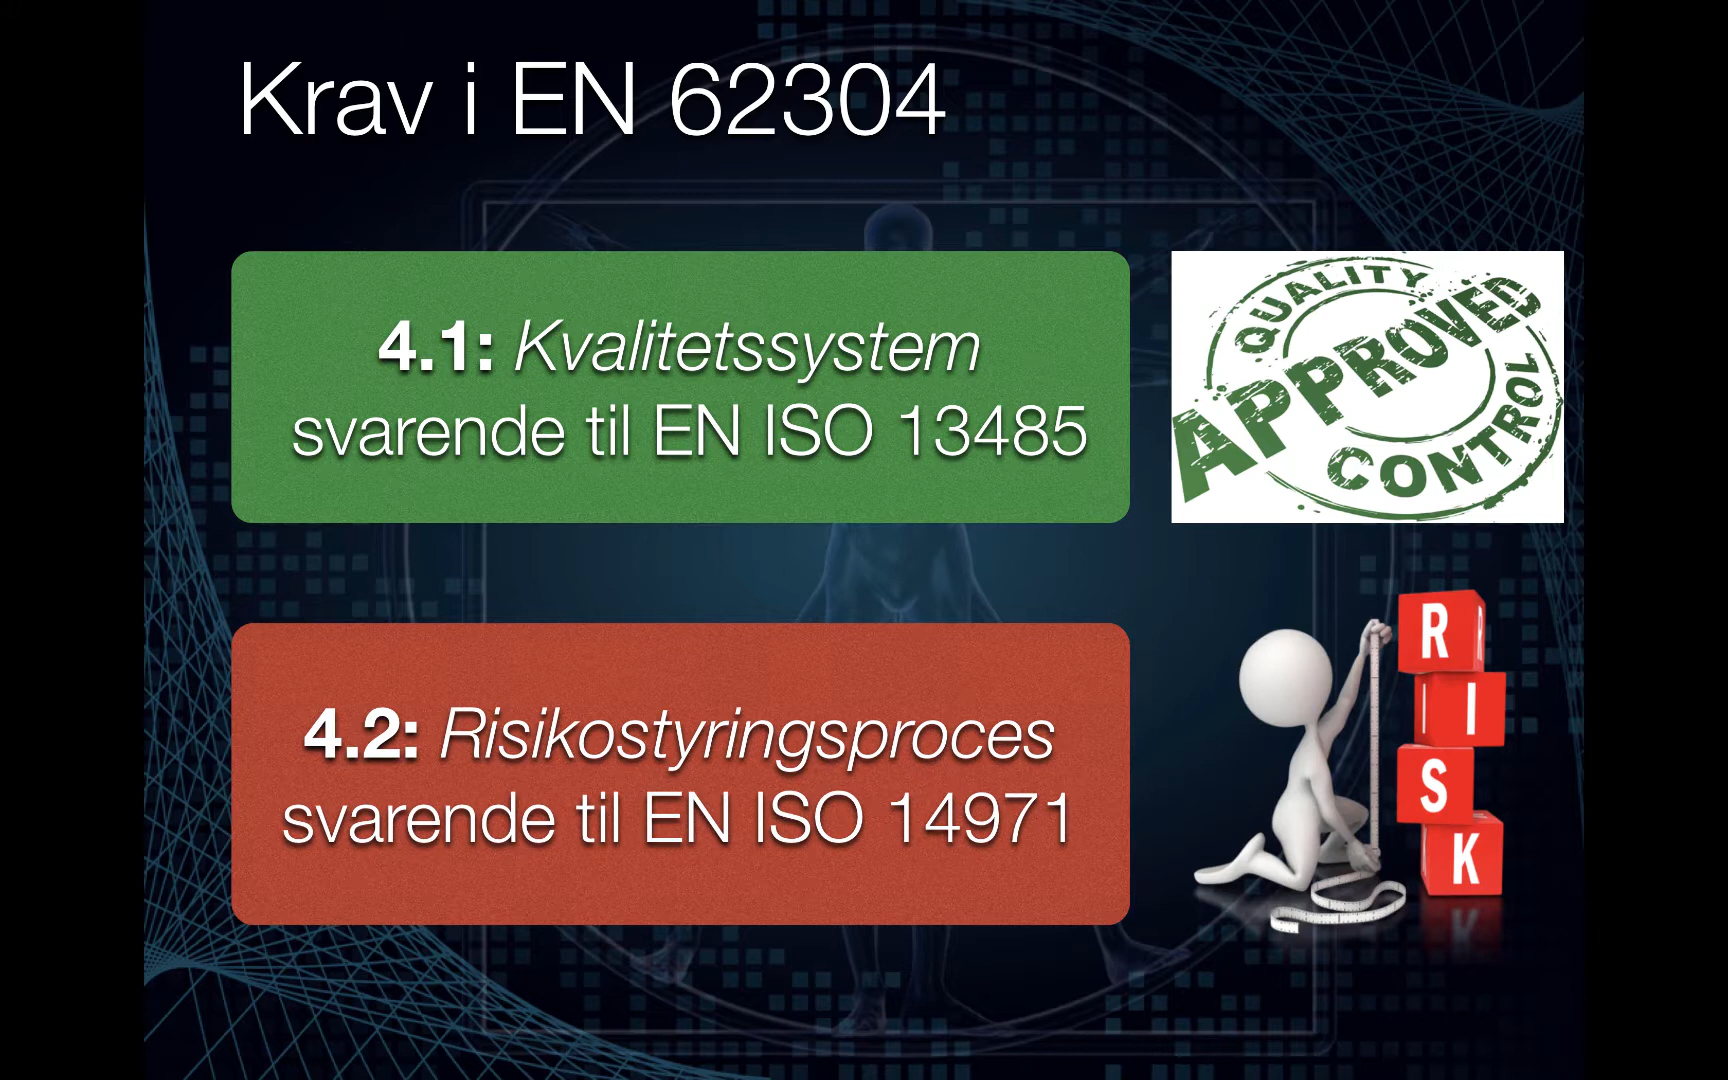 Krav i EN 62304
4.1: Kvalitetssystem
svarende til EN ISO 13485
QUALITY
APPROVED
CONTROL
4.2: Risikostyringsproces
svarende til EN ISO 14971
R
I
S
K